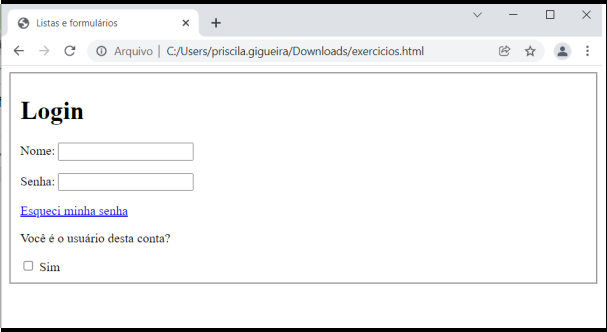 Listas e formulários
Arquivo | C:/Users/priscila.gigueira/Downloads/exercicios.html
Login
Nome:
Senha:
Esqueci minha senha
Você é o usuário desta conta?
Sim